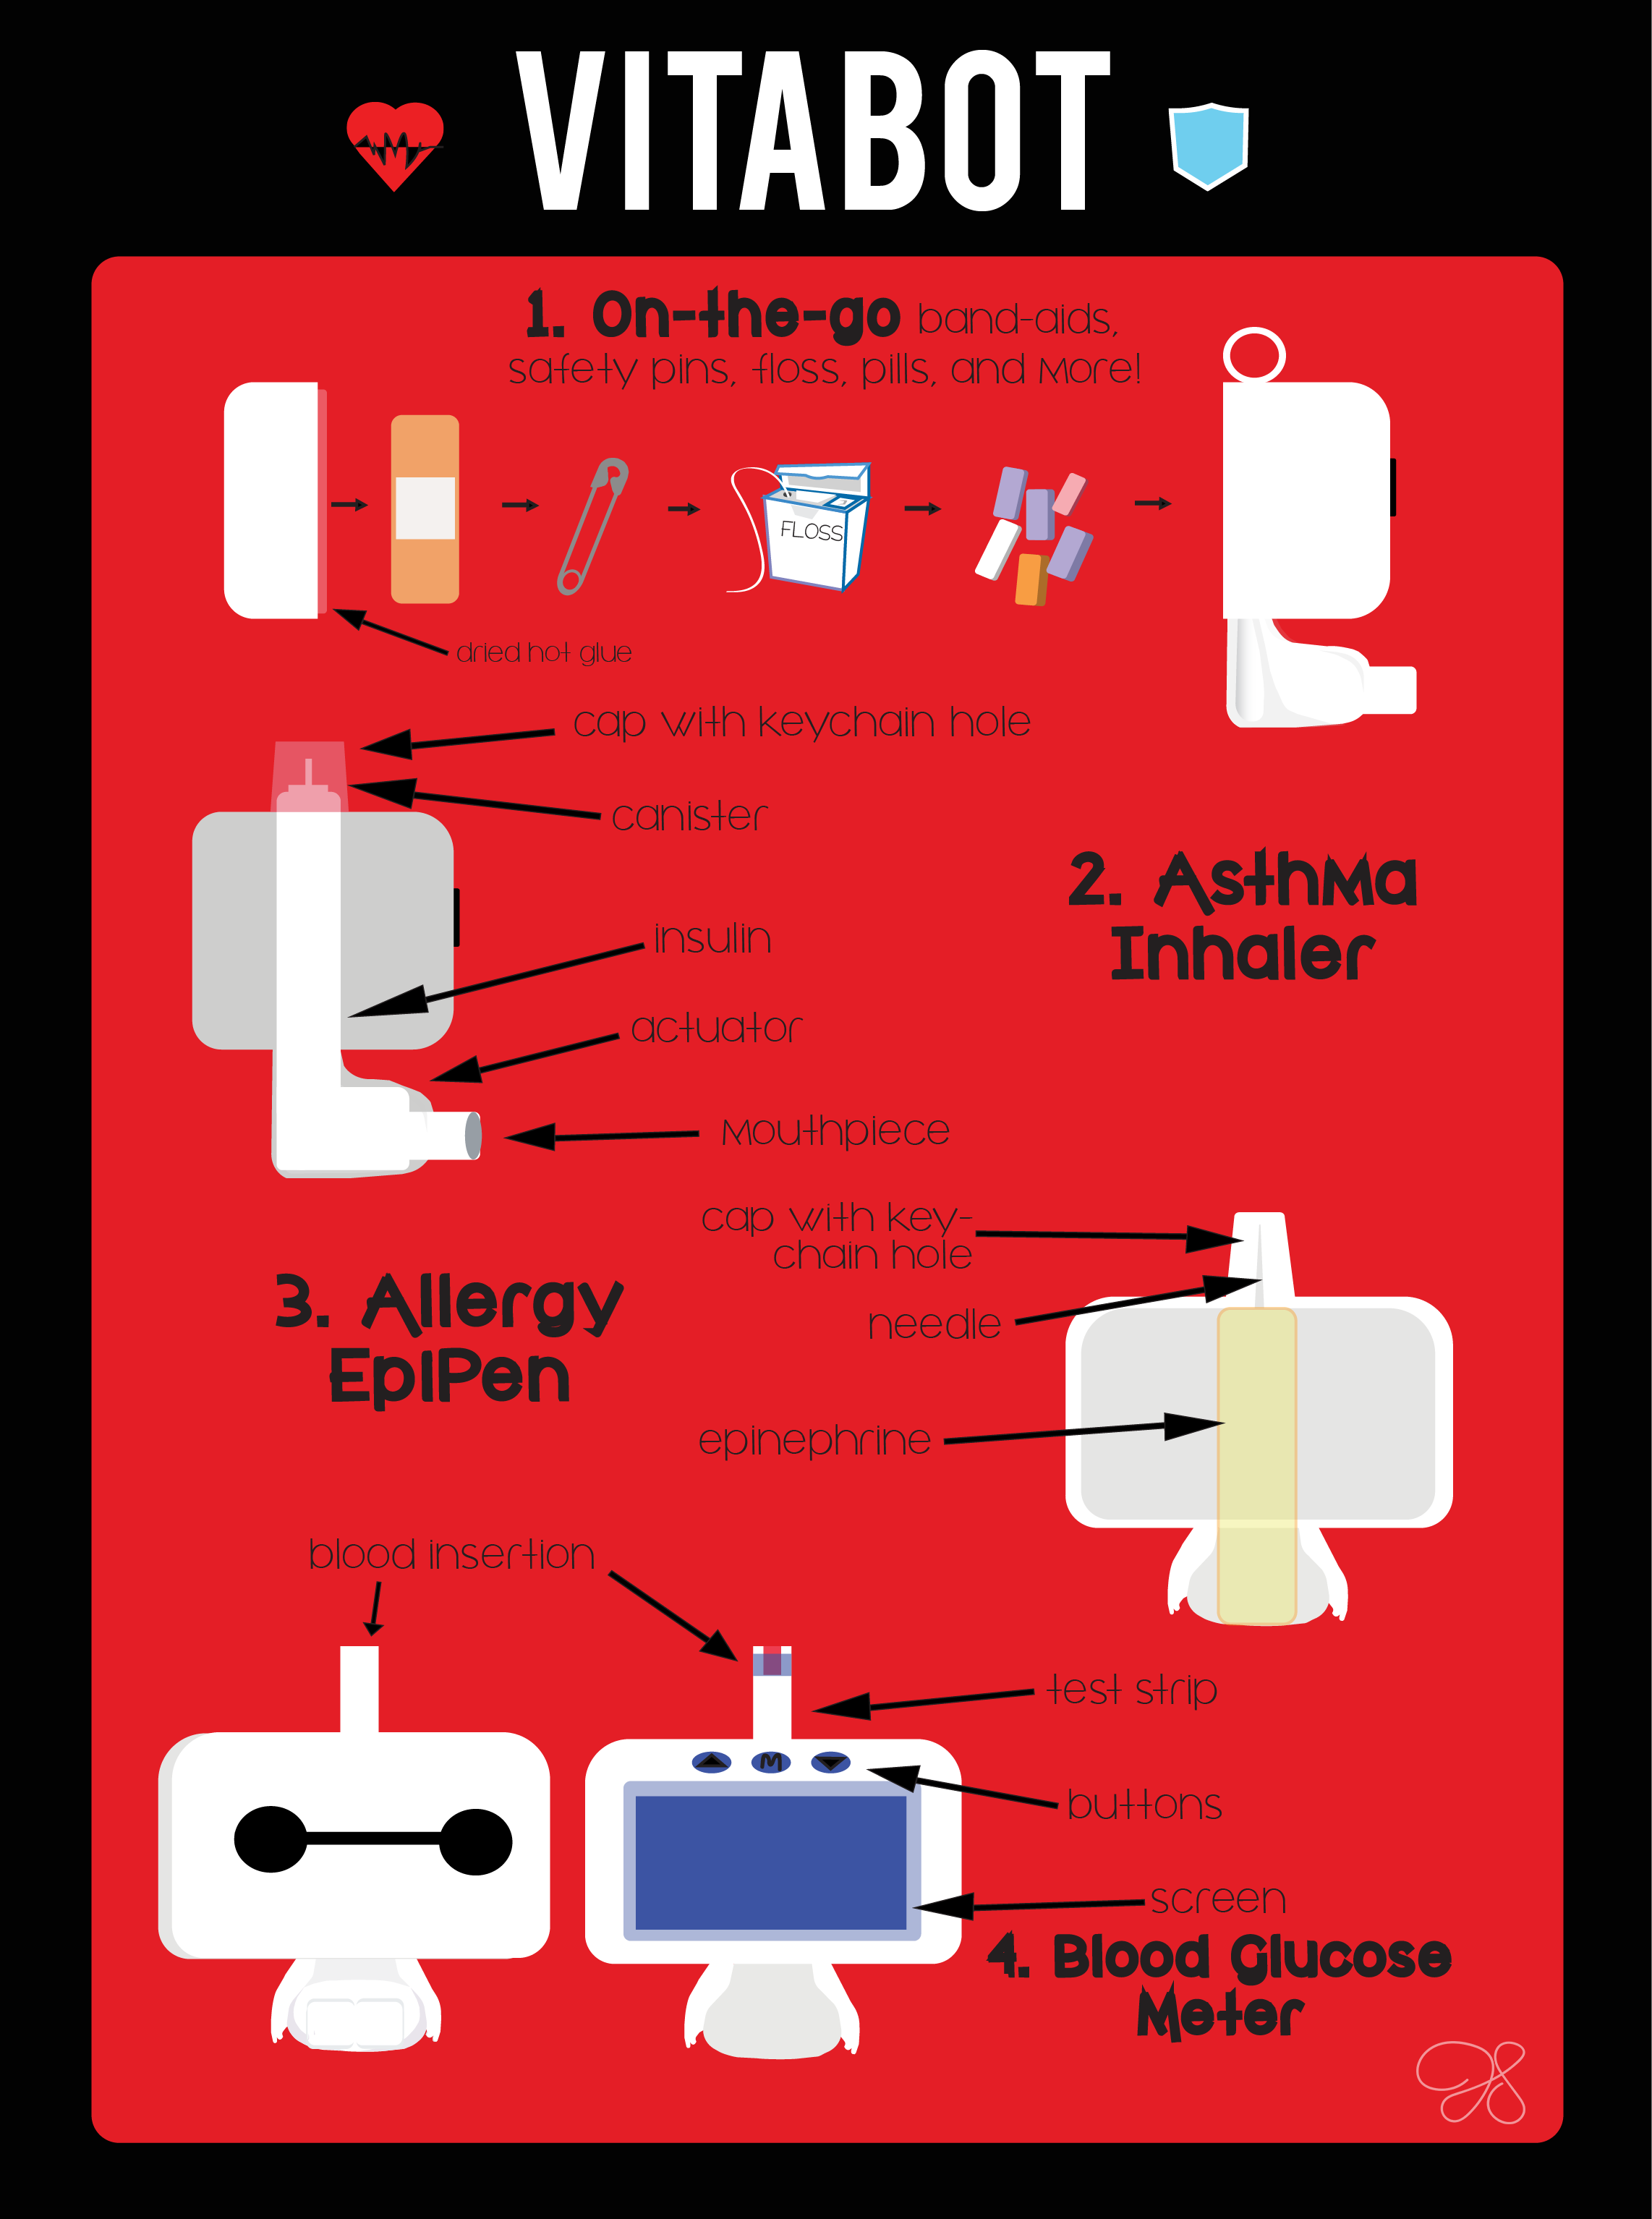 VITABOT
1. On-the-go band-aids,
safety pins, floss, pills, and More!
FLOSS
dried hot glue
cap with keychain hole
canister
2. AsthMa
Inhaler
insulin
actuator
Mouthpiece
cap with key-
chain hole
3. Allergy
EpIPen
needle
epinephrine
blood insertion
test strip
M
buttons
screen
4. Blood Glucose
Meter